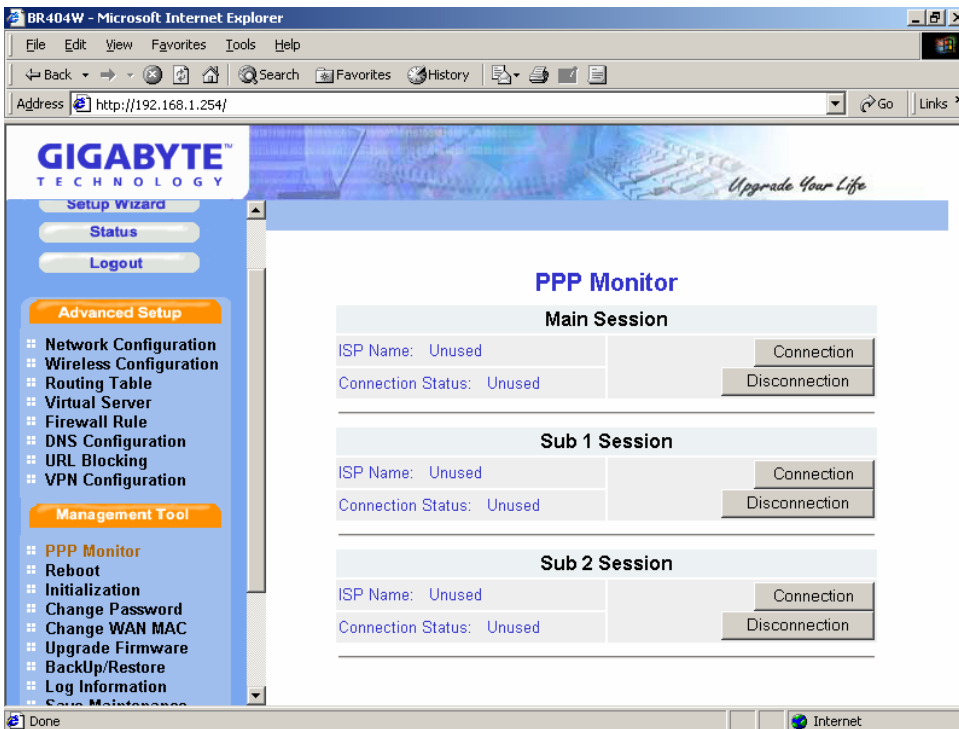 BR404W - Microsoft Internet Explorer
File Edit View Favorites Tools Help
Back Search Favorites History
Address http://192.168.1.254/ Go Links
GIGABYTE™
TECHNOLOGY
Upgrade Your Life
Setup Wizard
Status
Logout
Advanced Setup
Network Configuration
Wireless Configuration
Routing Table
Virtual Server
Firewall Rule
DNS Configuration
URL Blocking
VPN Configuration
Management Tool
PPP Monitor
Reboot
Initialization
Change Password
Change WAN MAC
Upgrade Firmware
BackUp/Restore
Log Information
Save Maintenance
PPP Monitor
Main Session
ISP Name: Unused Connection
Connection Status: Unused Disconnection
Sub 1 Session
ISP Name: Unused Connection
Connection Status: Unused Disconnection
Sub 2 Session
ISP Name: Unused Connection
Connection Status: Unused Disconnection
Done Internet